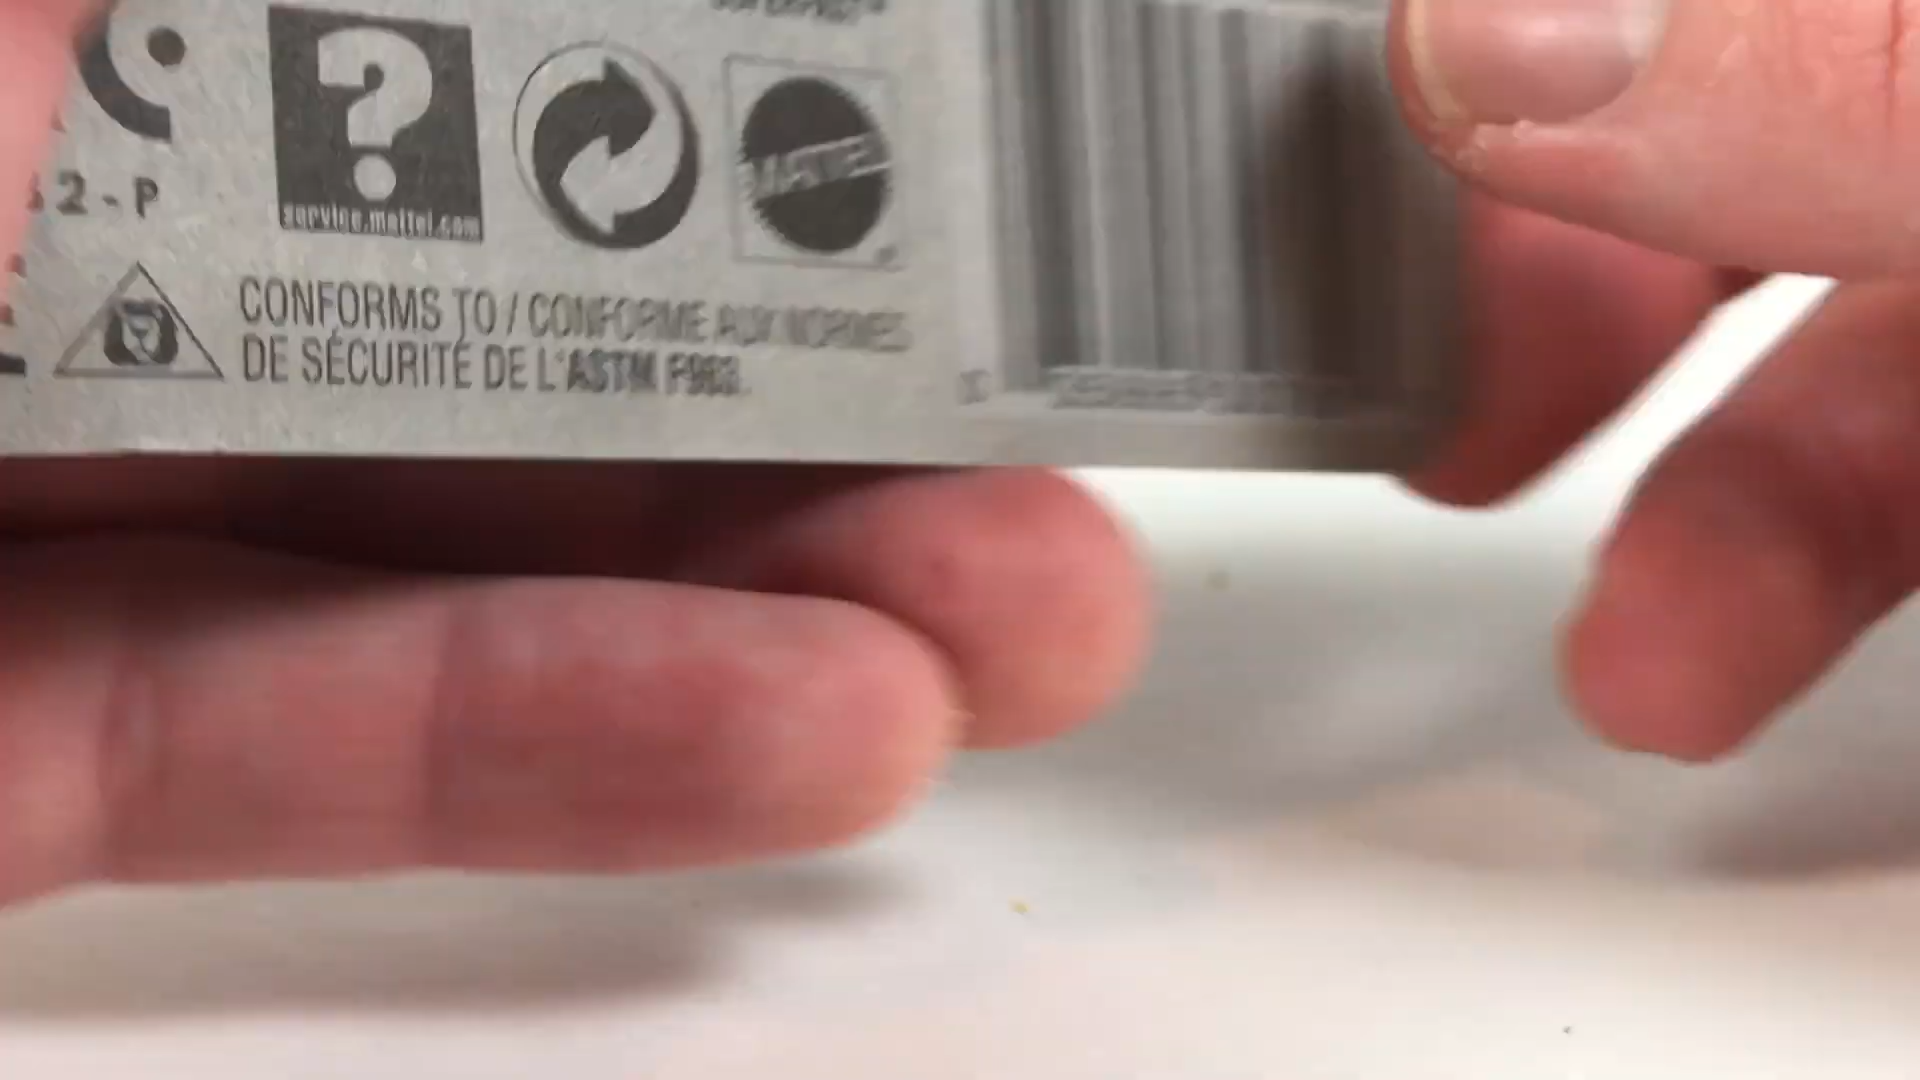 2-P
?
service.mattel.com
MATTEL
CONFORMS TO / CONFORME AUX NORMES
DE SÉCURITÉ DE L'ASTM F963.